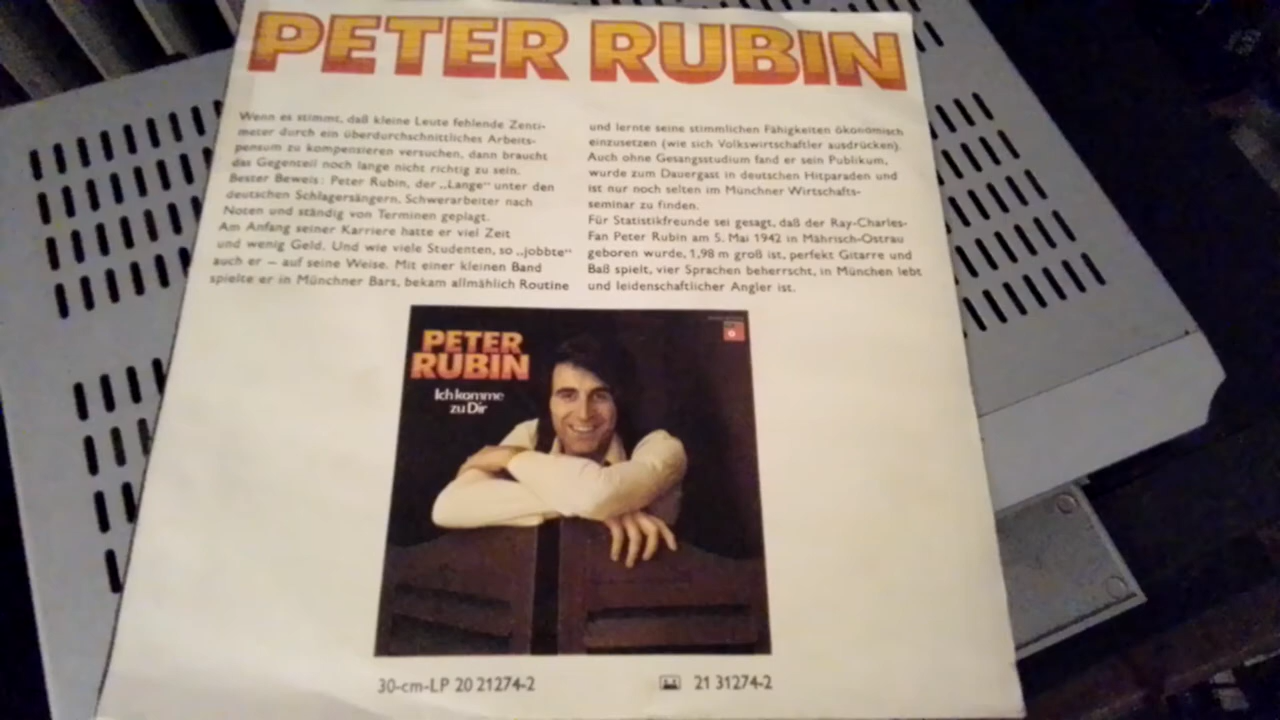 PETER RUBIN
Wenn es stimmt, daß kleine Leute fehlende Zenti-
meter durch ein überdurchschnittliches Arbeits-
pensum zu kompensieren versuchen, dann braucht
das Gegenteil noch lange nicht richtig zu sein.
Bester Beweis: Peter Rubin, der „Lange" unter den
deutschen Schlagersängern, Schwerarbeiter nach
Noten und ständig von Terminen geplagt.
Am Anfang seiner Karriere hatte er viel Zeit
und wenig Geld. Und wie viele Studenten, so „jobbte"
auch er – auf seine Weise. Mit einer kleinen Band
spielte er in Münchner Bars, bekam allmählich Routine
und lernte seine stimmlichen Fähigkeiten ökonomisch
einzusetzen (wie sich Volkswirtschaftler ausdrücken).
Auch ohne Gesangsstudium fand er sein Publikum,
wurde zum Dauergast in deutschen Hitparaden und
ist nur noch selten im Münchner Wirtschafts-
seminar zu finden.
Für Statistikfreunde sei gesagt, daß der Ray-Charles-
Fan Peter Rubin am 5. Mai 1942 in Mährisch-Ostrau
geboren wurde, 1,98 m groß ist, perfekt Gitarre und
Baß spielt, vier Sprachen beherrscht, in München lebt
und leidenschaftlicher Angler ist.
PETER
RUBIN
Ich komme
zu Dir
30-cm-LP 20 21274-2
21 31274-2